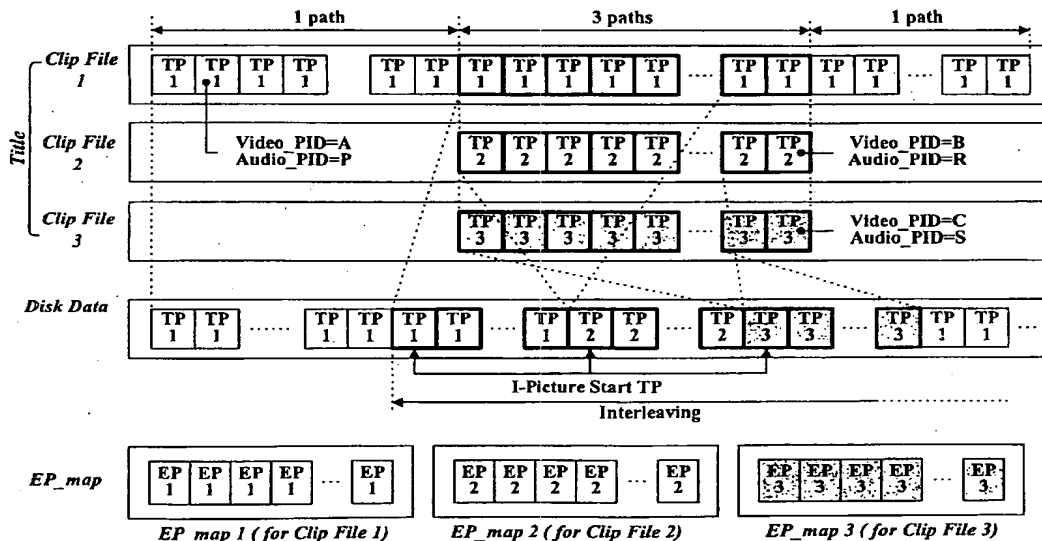 1 path 3 paths 1 path
Clip File 1
TP 1 TP 1 TP 1 TP 1 TP 1 TP 1 TP 1 TP 1 TP 1 TP 1 TP 1 ..... TP 1 TP 1 TP 1 TP 1 ..... TP 1 TP 1
Title
Video_PID=A
Audio_PID=P
Clip File 2
TP 2 TP 2 TP 2 TP 2 TP 2 ..... TP 2 TP 2
Video_PID=B
Audio_PID=R
Clip File 3
TP 3 TP 3 TP 3 TP 3 TP 3 ..... TP 3 TP 3
Video_PID=C
Audio_PID=S
Disk Data
TP 1 TP 1 ..... TP 1 TP 1 TP 1 TP 1 ..... TP 1 TP 2 TP 2 ..... TP 2 TP 3 TP 3 ..... TP 3 TP 1 TP 1 ...
I-Picture Start TP
Interleaving
EP_map
EP 1 EP 1 EP 1 EP 1 ... EP 1
EP 2 EP 2 EP 2 EP 2 ... EP 2
EP 3 EP 3 EP 3 EP 3 ... EP 3
EP_map 1 ( for Clip File 1)
EP_map 2 ( for Clip File 2)
EP_map 3 ( for Clip File 3)